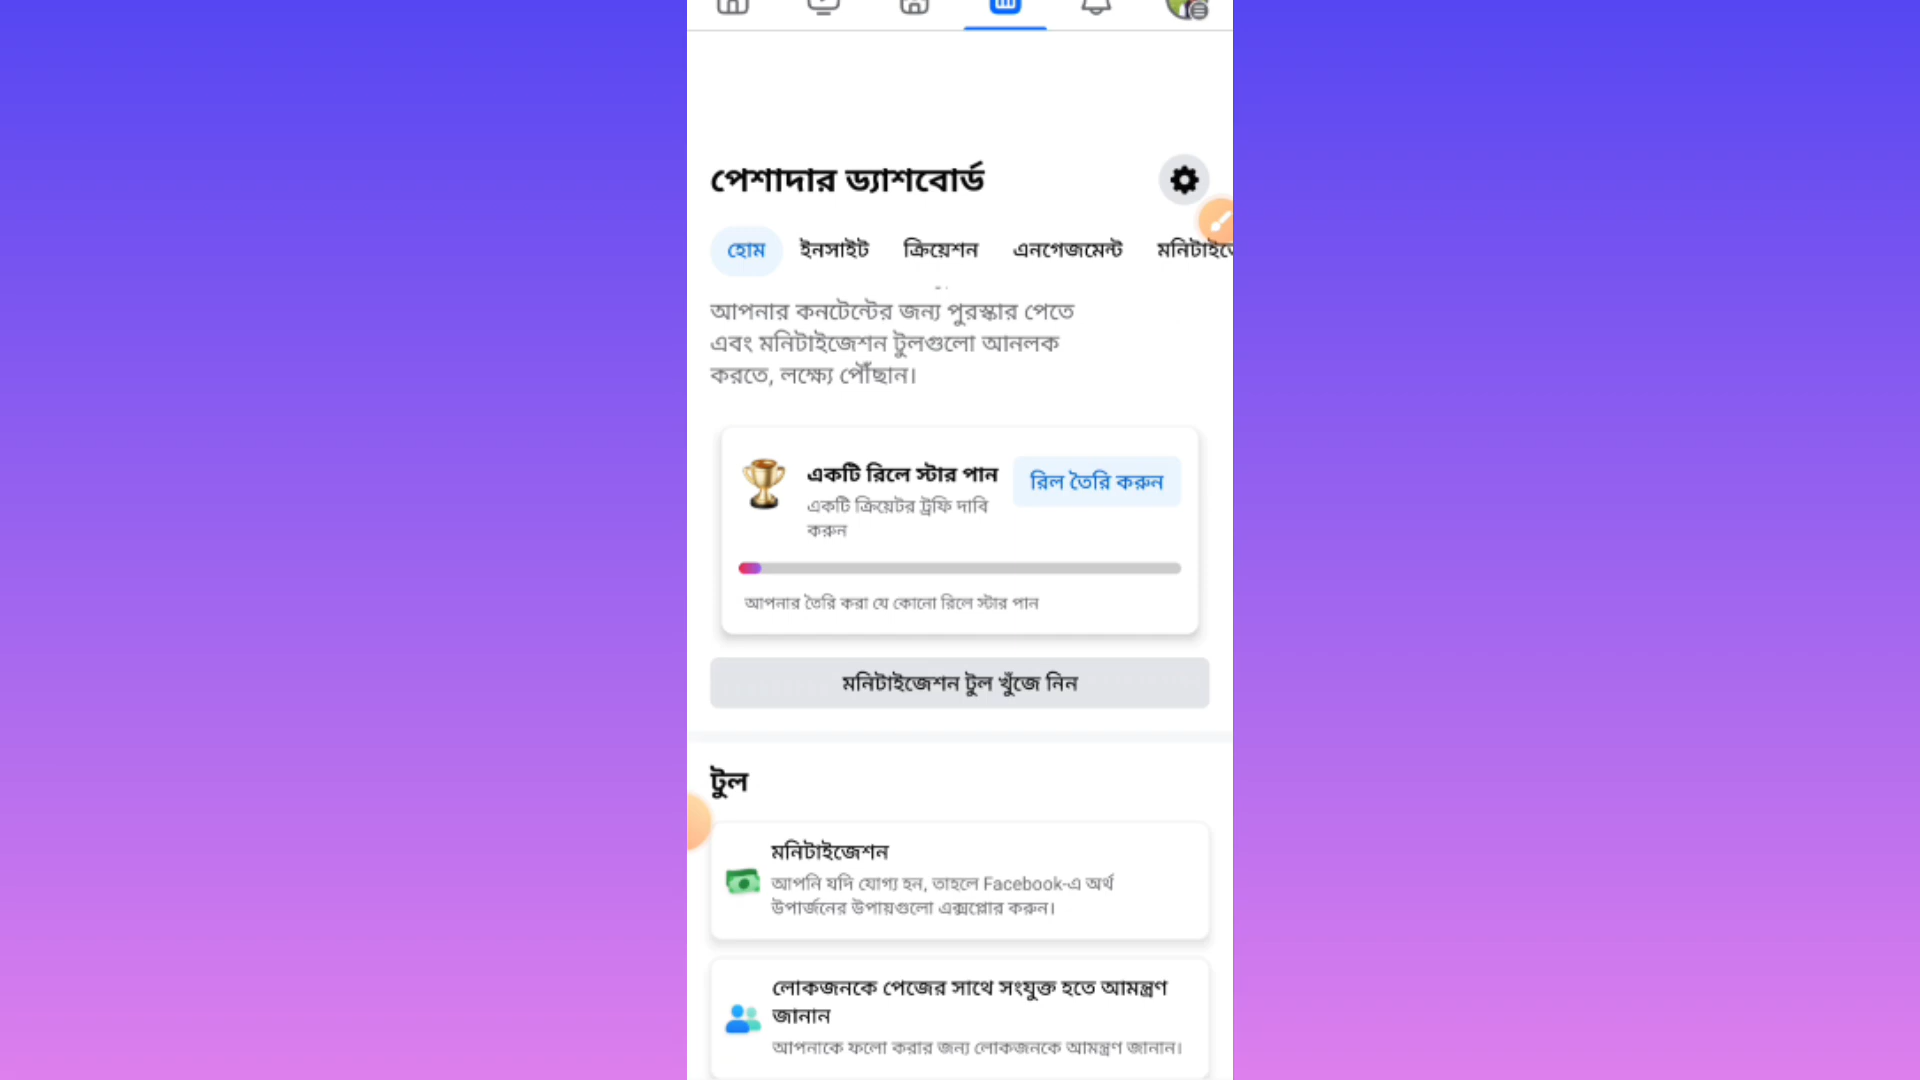 পেশাদার ড্যাশবোর্ড
হোম ইনসাইট ক্রিয়েশন এনগেজমেন্ট
আপনার কনটেন্টের জন্য পুরস্কার পেতে
এবং মনিটাইজেশন টুলগুলো আনলক
করতে, লক্ষ্যে পৌঁছান।
একটি রিলে স্টার পান
রিল তৈরি করুন
একটি ক্রিয়েটর ট্রফি দাবি
করুন
আপনার তৈরি করা যে কোনো রিলে স্টার পান
মনিটাইজেশন টুল খুঁজে নিন
টুল
মনিটাইজেশন
আপনি যদি যোগ্য হন, তাহলে Facebook-এ অর্থ
উপার্জনের উপায়গুলো এক্সপ্লোর করুন।
লোকজনকে পেজের সাথে সংযুক্ত হতে আমন্ত্রণ
জানান
আপনাকে ফলো করার জন্য লোকজনকে আমন্ত্রণ জানান।